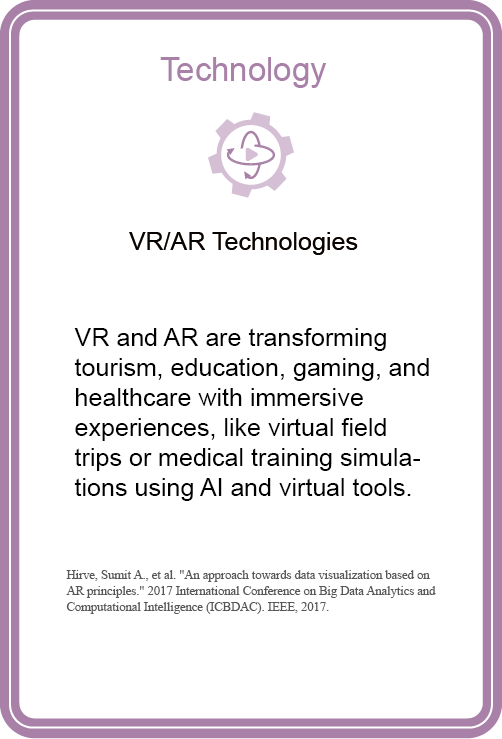 Technology
VR/AR Technologies
VR and AR are transforming
tourism, education, gaming, and
healthcare with immersive
experiences, like virtual field
trips or medical training simula-
tions using AI and virtual tools.
Hirve, Sumit A., et al. "An approach towards data visualization based on
AR principles." 2017 International Conference on Big Data Analytics and
Computational Intelligence (ICBDAC). IEEE, 2017.